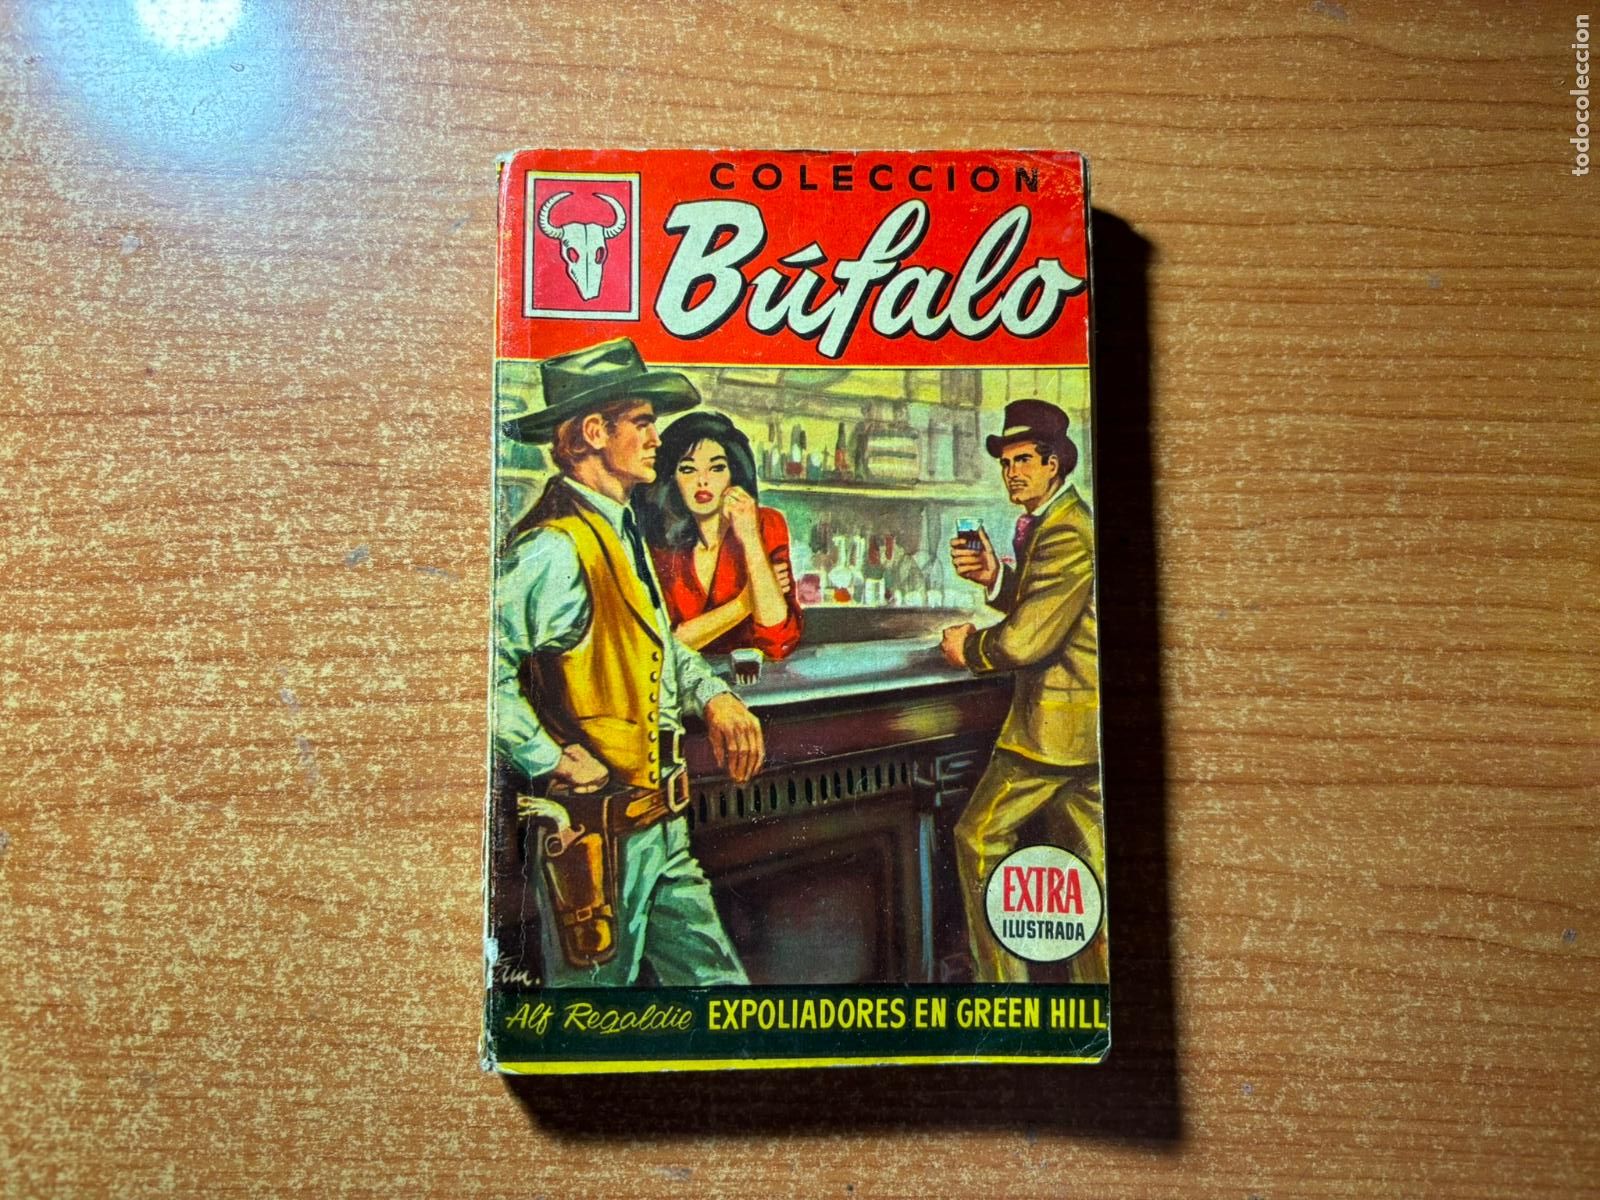 COLECCION
Búfalo
EXTRA
ILUSTRADA
Alf Regaldie EXPOLIADORES EN GREEN HILL
todocoleccion